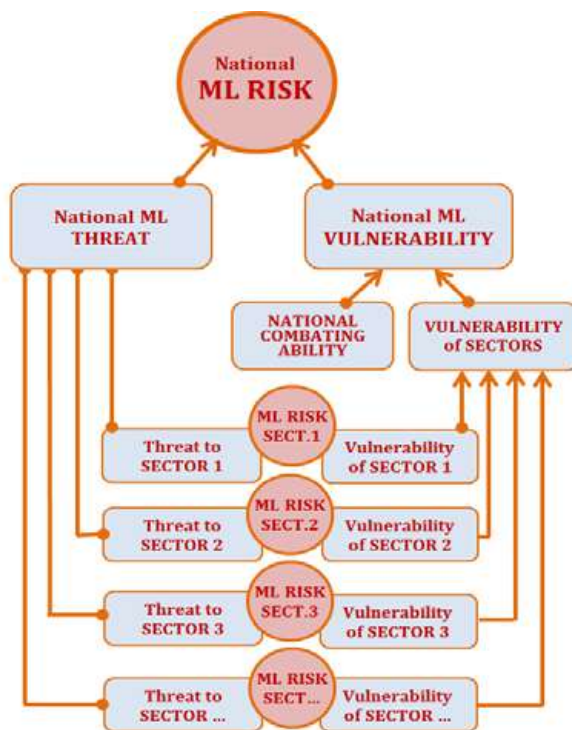 National
ML RISK
National ML
THREAT
National ML
VULNERABILITY
NATIONAL
COMBATING
ABILITY
VULNERABILITY
of SECTORS
ML RISK
SECT.1
Threat to
SECTOR 1
Vulnerability
of SECTOR 1
ML RISK
SECT.2
Threat to
SECTOR 2
Vulnerability
of SECTOR 2
ML RISK
SECT.3
Threat to
SECTOR 3
Vulnerability
of SECTOR 3
ML RISK
SECT...
Threat to
SECTOR ...
Vulnerability
of SECTOR ...